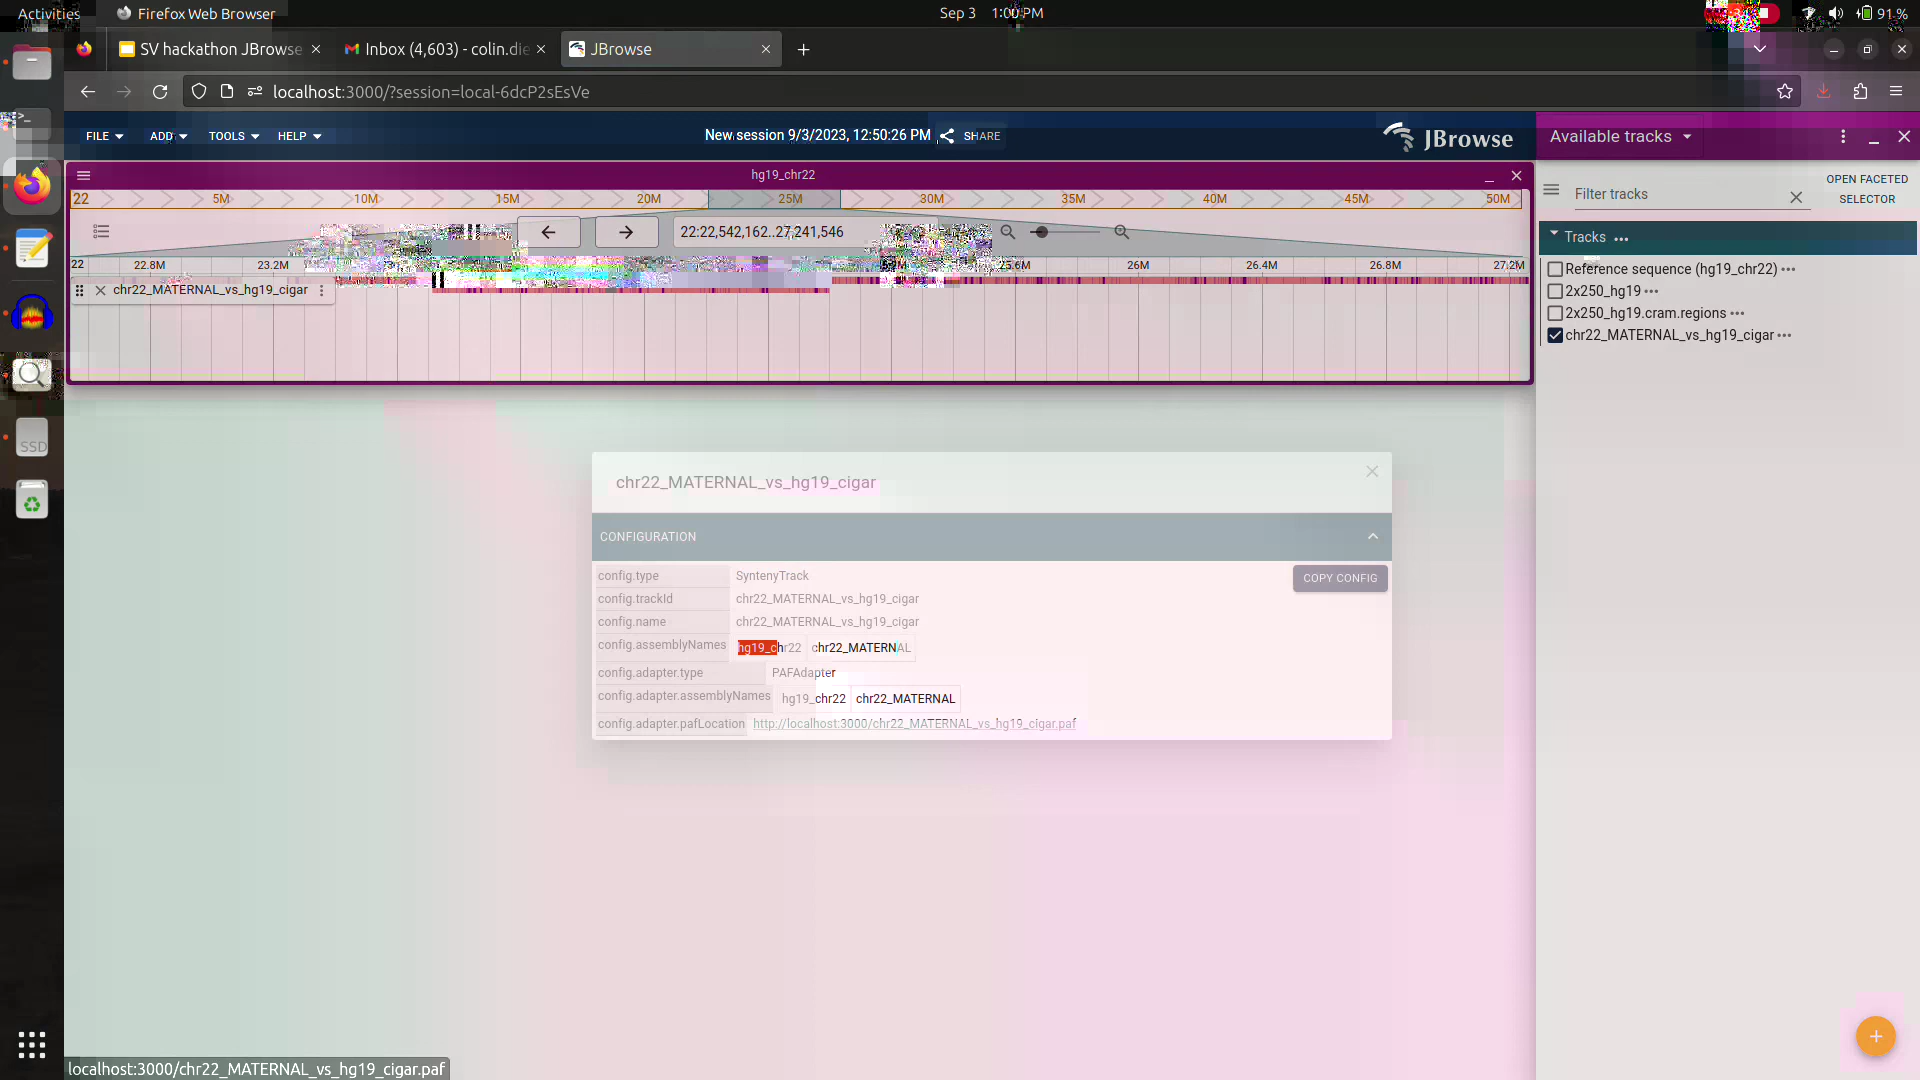 Activities
Firefox Web Browser
Sep 3 1:00 PM
91 %
SV hackathon JBrowse
Inbox (4,603) - colin.die
JBrowse
localhost:3000/?session=local-6dcP2sEsVe
FILE
ADD
TOOLS
HELP
New session 9/3/2023, 12:50:26 PM
SHARE
JBrowse
Available tracks
hg19_chr22
22
5M
10M
15M
20M
25M
30M
35M
40M
45M
50M
Filter tracks
OPEN FACETED
SELECTOR
22:22,542,162..27,241,546
Tracks
22
22.8M
23.2M
26M
26.4M
26.8M
27.2M
Reference sequence (hg19_chr22)
chr22_MATERNAL_vs_hg19_cigar
2x250_hg19
2x250_hg19.cram.regions
chr22_MATERNAL_vs_hg19_cigar
SSD
chr22_MATERNAL_vs_hg19_cigar
CONFIGURATION
config.type
SyntenyTrack
COPY CONFIG
config.trackId
chr22_MATERNAL_vs_hg19_cigar
config.name
chr22_MATERNAL_vs_hg19_cigar
config.assemblyNames
hg19_chr22
chr22_MATERNAL
config.adapter.type
PAFAdapter
config.adapter.assemblyNames
hg19_chr22
chr22_MATERNAL
config.adapter.pafLocation
http://localhost:3000/chr22_MATERNAL_vs_hg19_cigar.paf
localhost:3000/chr22_MATERNAL_vs_hg19_cigar.paf